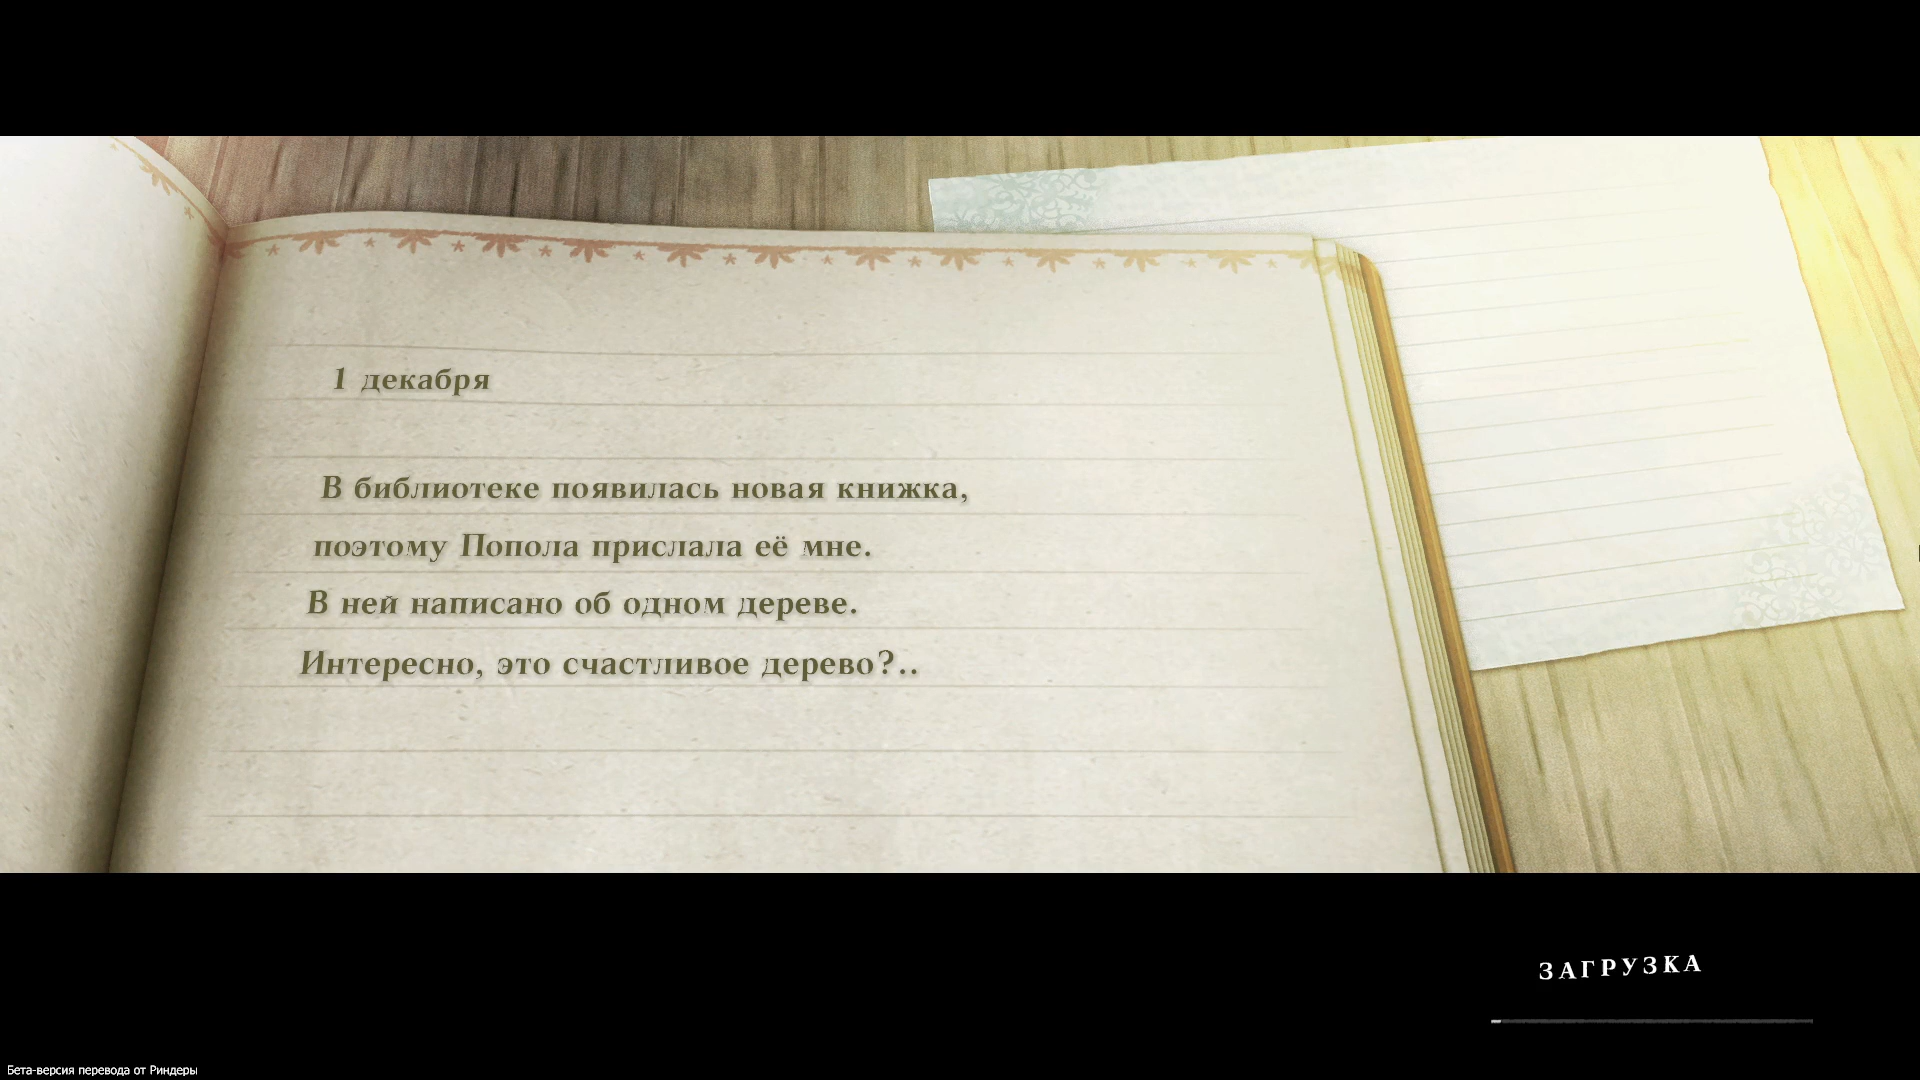 1 декабря
В библиотеке появилась новая книжка,
поэтому Попола прислала её мне.
В ней написано об одном дереве.
Интересно, это счастливое дерево?..
ЗАГРУЗКА
Бета-версия перевода от Риндеры